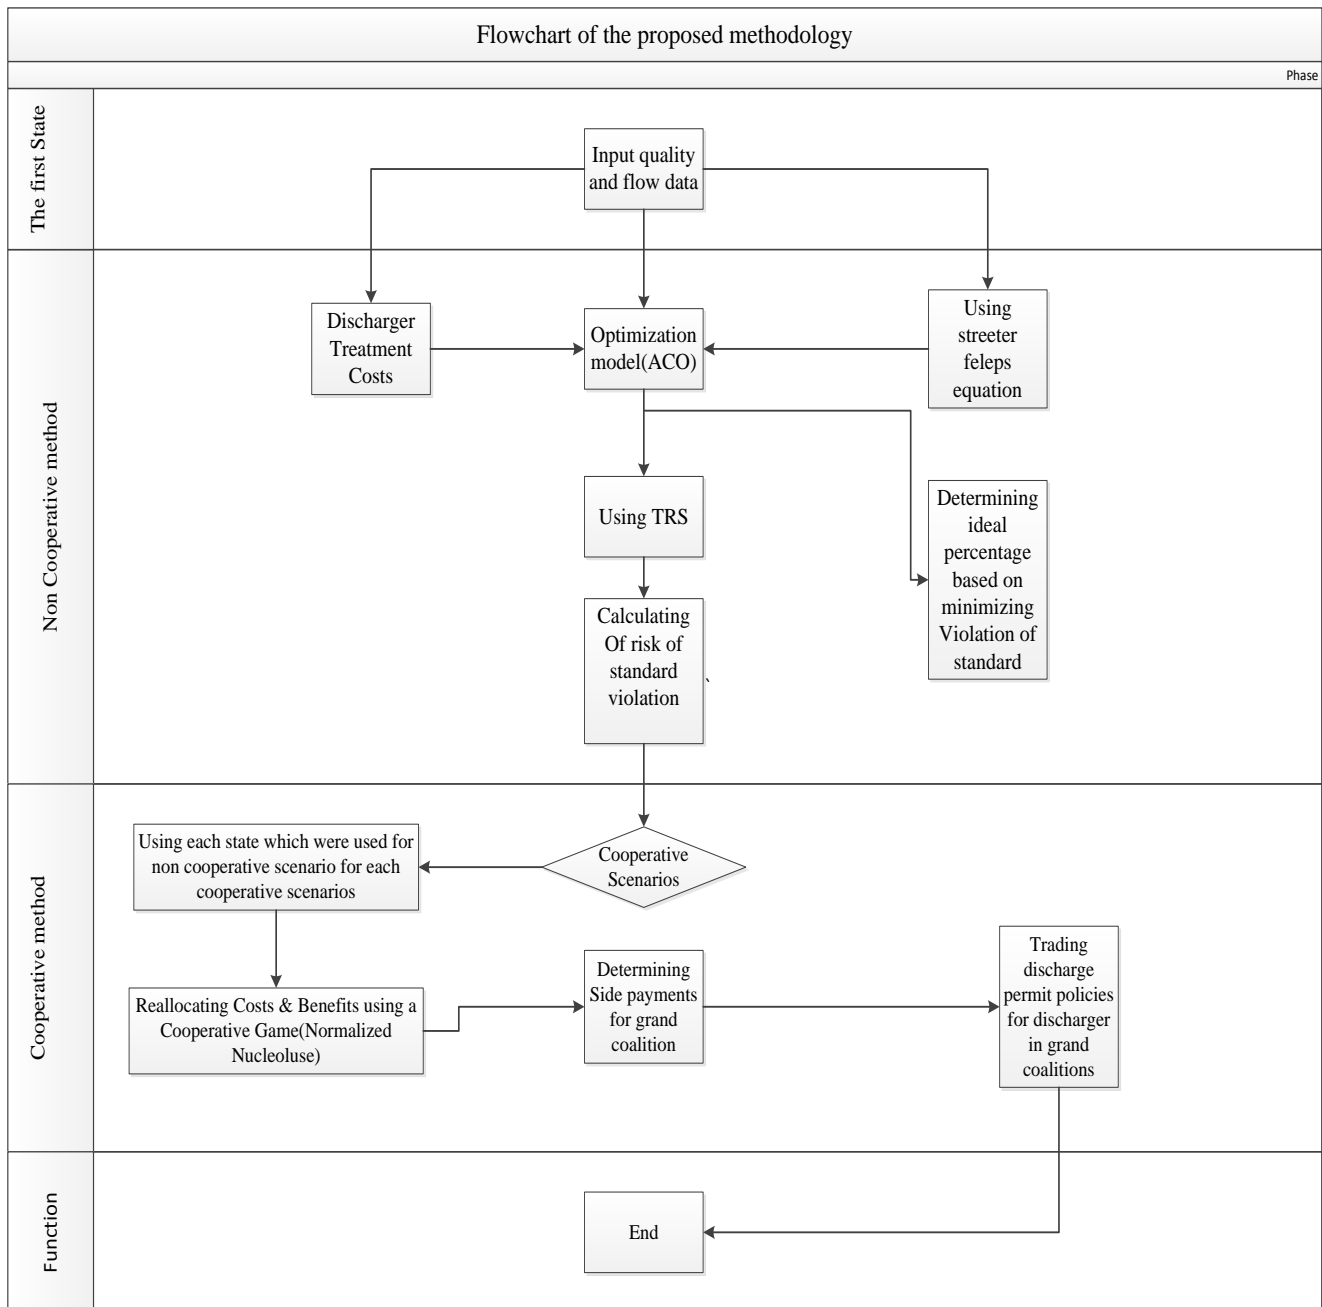 Flowchart of the proposed methodology
Phase
The first State
Input quality
and flow data
Non Cooperative method
Discharger
Treatment
Costs
Optimization
model(ACO)
Using
streeter
feleps
equation
Using TRS
Determining
ideal
percentage
based on
minimizing
Violation of
standard
Calculating
Of risk of
standard
violation
`
Cooperative method
Using each state which were used for
non cooperative scenario for each
cooperative scenarios
Cooperative
Scenarios
Reallocating Costs & Benefits using a
Cooperative Game(Normalized
Nucleoluse)
Determining
Side payments
for grand
coalition
Trading
discharge
permit policies
for discharger
in grand
coalitions
Function
End